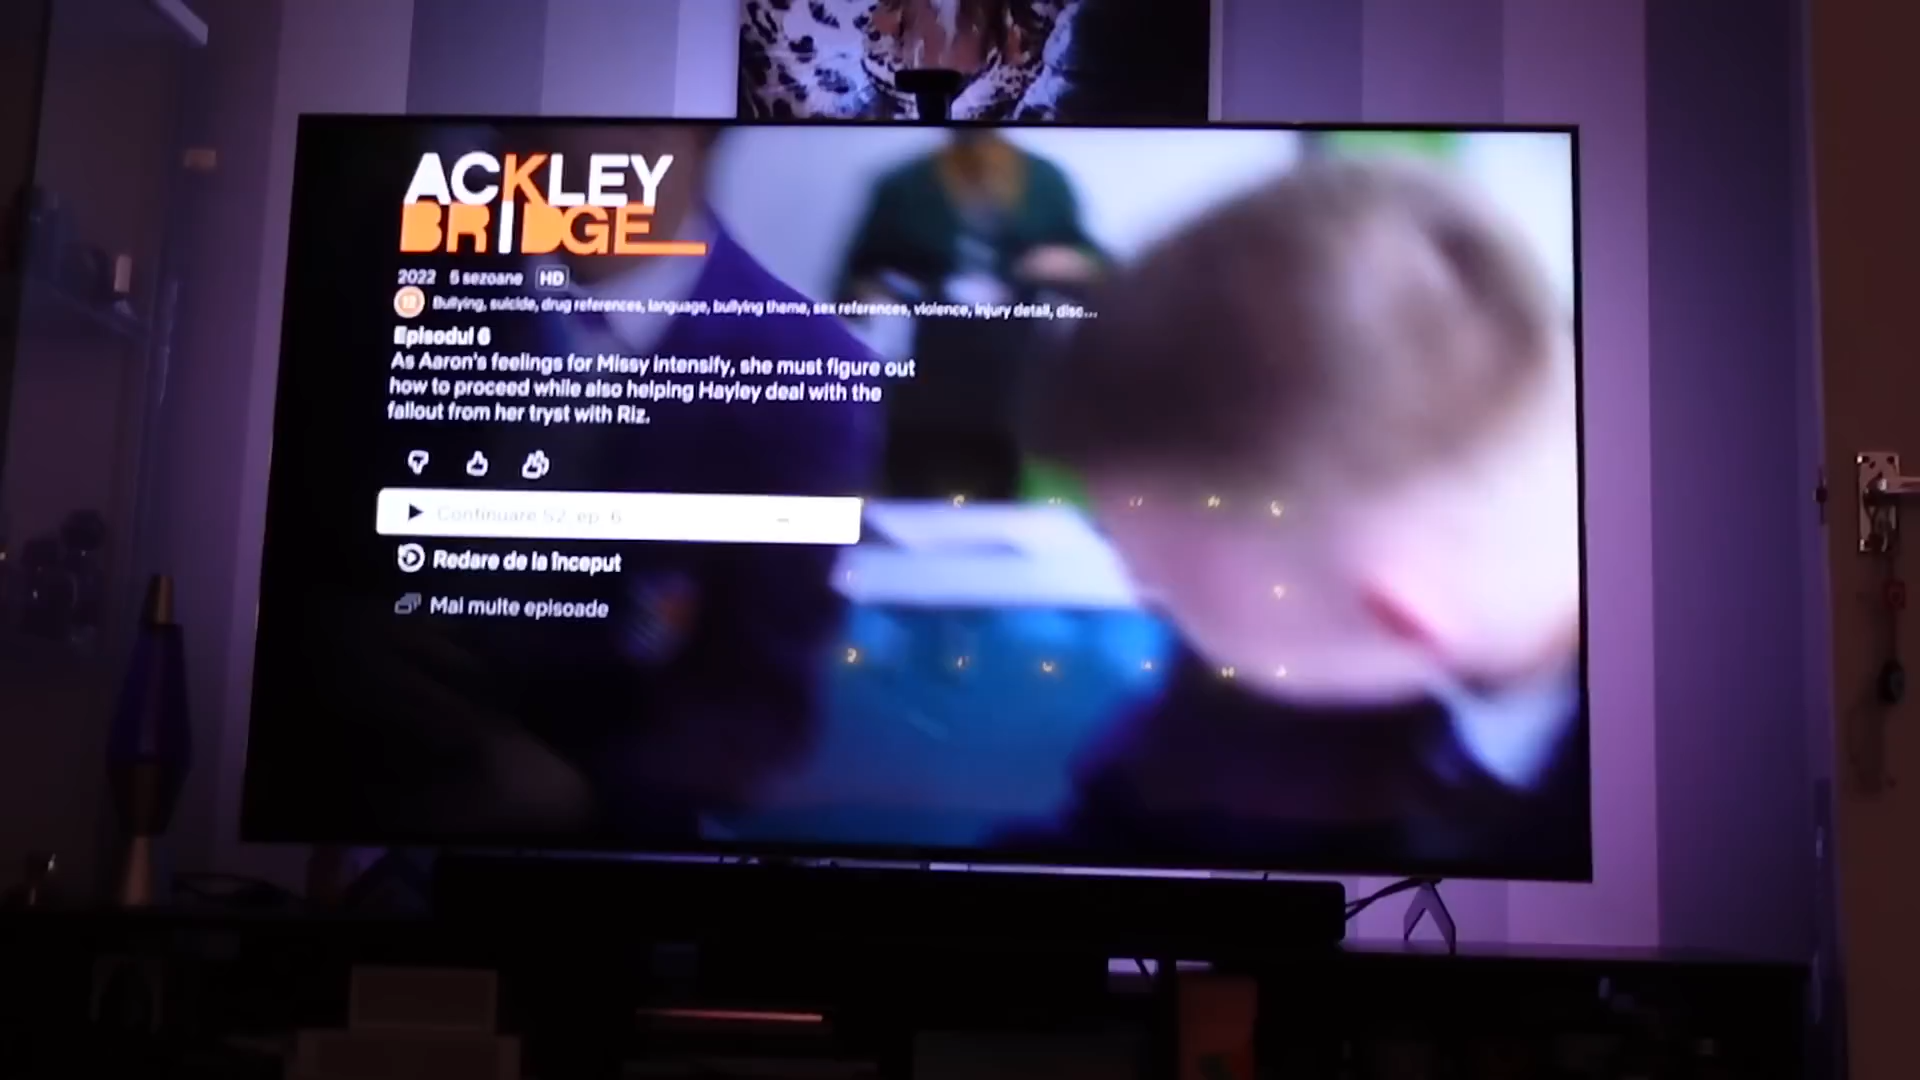 ACKLEY
BRIDGE
2022 5 sezoane HD
12 Bullying, suicide, drug references, language, bullying theme, sex references, violence, injury detail, disc...
Episodul 6
As Aaron's feelings for Missy intensify, she must figure out
how to proceed while also helping Hayley deal with the
fallout from her tryst with Riz.
Continuare S2, ep. 6
Redare de la început
Mai multe episoade